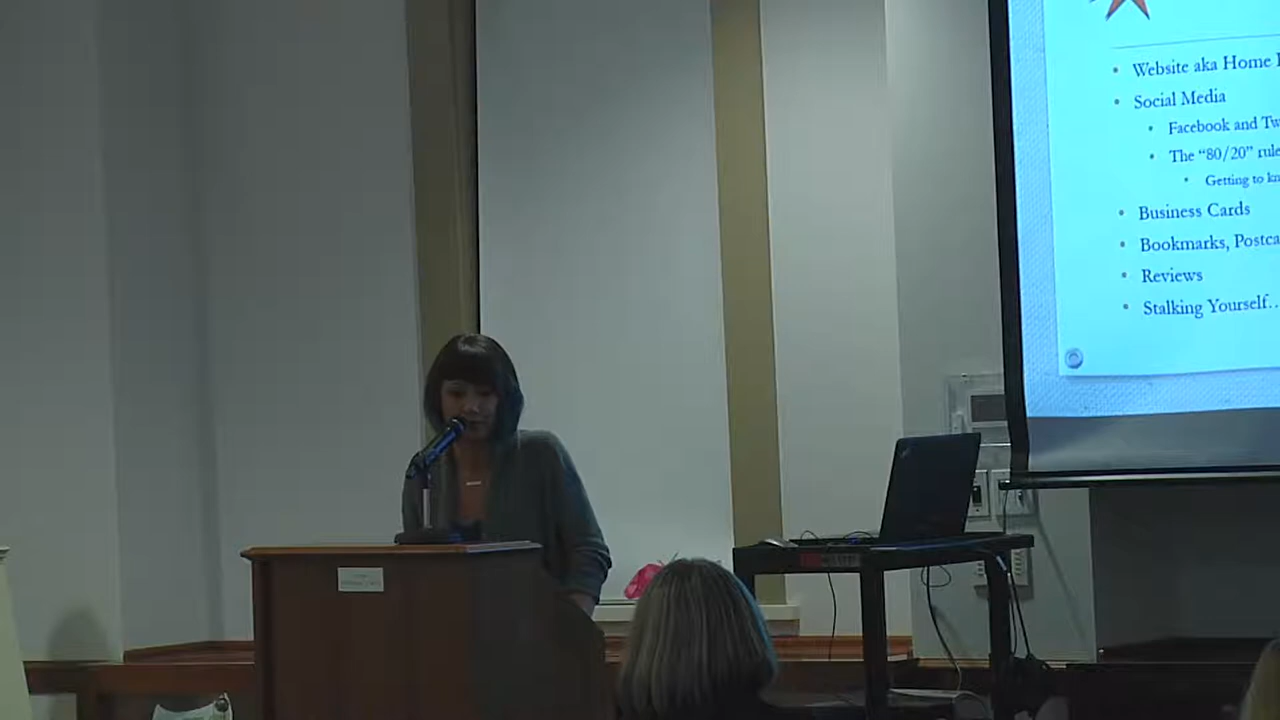 Website aka Home
Social Media
Facebook and Tw
The “80/20” rule
Getting to kn
Business Cards
Bookmarks, Postca
Reviews
Stalking Yourself…